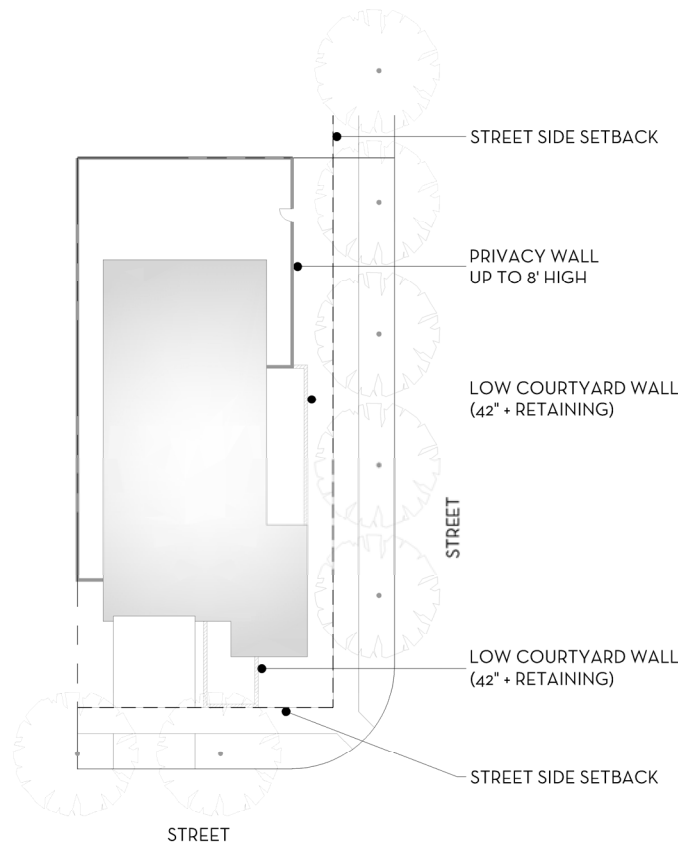 STREET SIDE SETBACK
PRIVACY WALL
UP TO 8' HIGH
LOW COURTYARD WALL
(42" + RETAINING)
STREET
LOW COURTYARD WALL
(42" + RETAINING)
STREET SIDE SETBACK
STREET